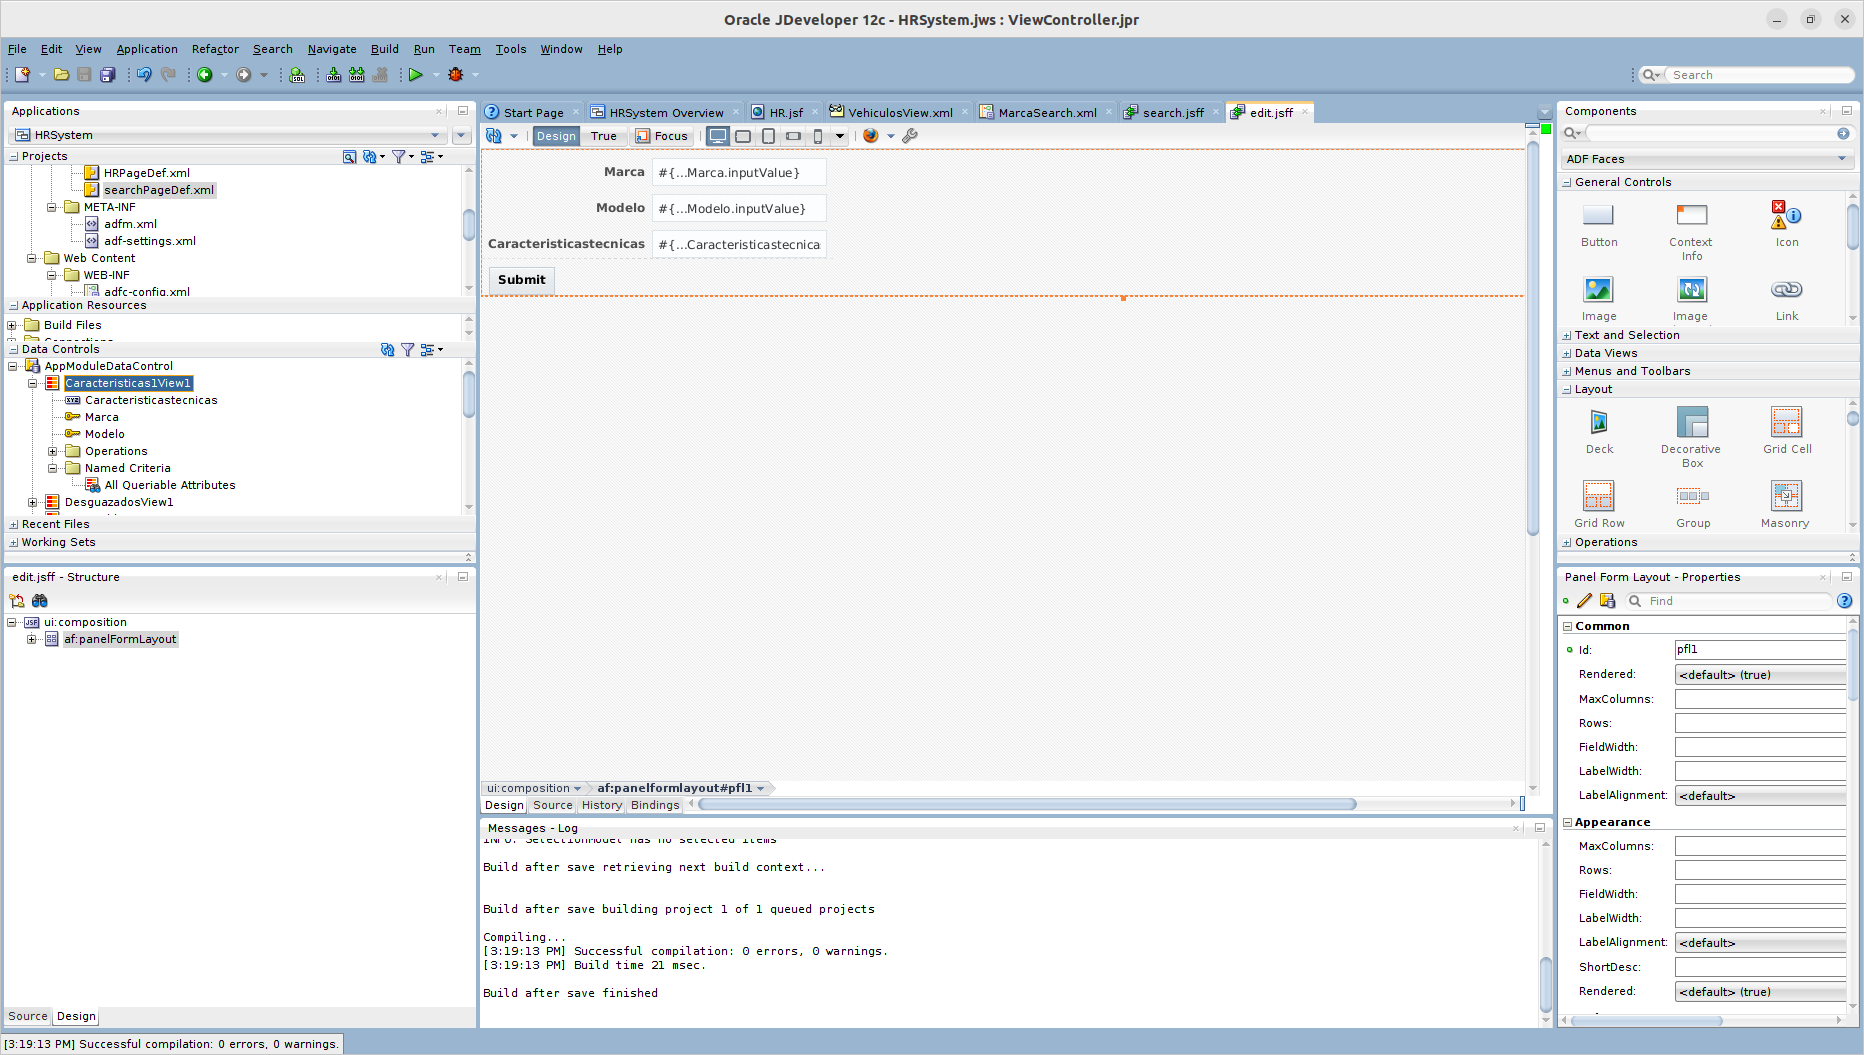 Oracle JDeveloper 12c - HRSystem.jws : ViewController.jpr
File Edit View Application Refactor Search Navigate Build Run Team Tools Window Help
Search
Applications
HRSystem
Projects
HRPageDef.xml
searchPageDef.xml
META-INF
adfm.xml
adf-settings.xml
Web Content
WEB-INF
adfc-config.xml
Application Resources
Build Files
Data Controls
AppModuleDataControl
Caracteristicas1View1
Caracteristicastecnicas
Marca
Modelo
Operations
Named Criteria
All Queriable Attributes
DesguazadosView1
Recent Files
Working Sets
edit.jsff - Structure
ui:composition
af:panelFormLayout
Source Design
[3:19:13 PM] Successful compilation: 0 errors, 0 warnings.
Start Page HRSystem Overview HR.jsf VehiculosView.xml MarcaSearch.xml search.jsff edit.jsff
Design True Focus
Marca #{...Marca.inputValue}
Modelo #{...Modelo.inputValue}
Caracteristicastecnicas #{...Caracteristicastecnica
Submit
ui:composition af:panelformlayout#pfl1
Design Source History Bindings
Messages - Log
INFO: SelectionModel has no selected items
Build after save retrieving next build context...
Build after save building project 1 of 1 queued projects
Compiling...
[3:19:13 PM] Successful compilation: 0 errors, 0 warnings.
[3:19:13 PM] Build time 21 msec.
Build after save finished
Components
ADF Faces
General Controls
Button Context Info Icon
Image Image Link
Text and Selection
Data Views
Menus and Toolbars
Layout
Deck Decorative Box Grid Cell
Grid Row Group Masonry
Operations
Panel Form Layout - Properties
Find
Common
Id: pfl1
Rendered: <default> (true)
MaxColumns:
Rows:
FieldWidth:
LabelWidth:
LabelAlignment: <default>
Appearance
MaxColumns:
Rows:
FieldWidth:
LabelWidth:
LabelAlignment: <default>
ShortDesc:
Rendered: <default> (true)